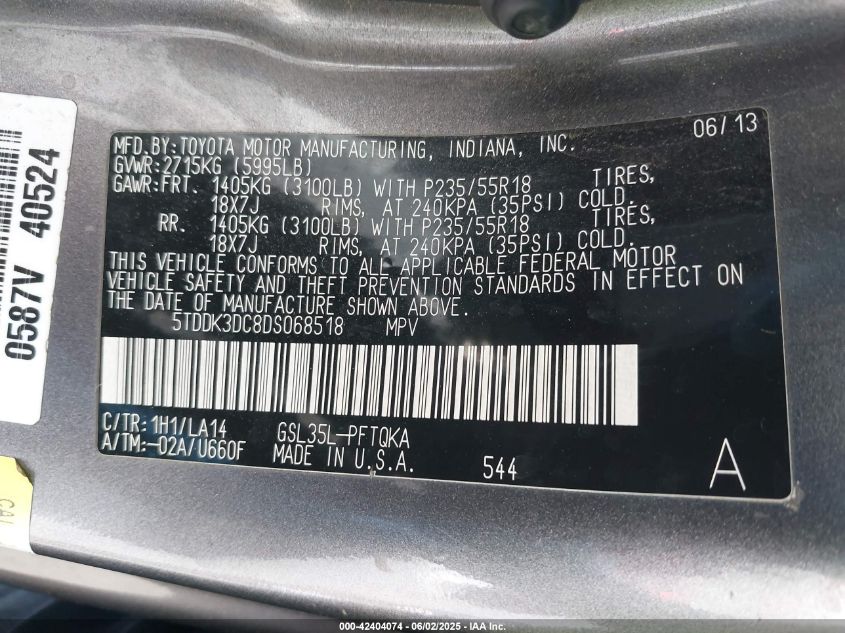 06/13
MFD.BY:TOYOTA MOTOR MANUFACTURING, INDIANA, INC.
GVWR:2715KG (5995LB)
GAWR:FRT. 1405KG (3100LB) WITH P235/55R18 TIRES,
18X7J RIMS, AT 240KPA (35PSI) COLD.
RR. 1405KG (3100LB) WITH P235/55R18 TIRES,
18X7J RIMS, AT 240KPA (35PSI) COLD.
THIS VEHICLE CONFORMS TO ALL APPLICABLE FEDERAL MOTOR
VEHICLE SAFETY AND THEFT PREVENTION STANDARDS IN EFFECT ON
THE DATE OF MANUFACTURE SHOWN ABOVE.
5TDDK3DC8DS068518 MPV
C/TR:1H1/LA14 GSL35L-PFTQKA
A/TM:-02A/U660F MADE IN U.S.A. 544 A
0587V 40524
CAL
000-42404074 - 06/02/2025 - IAA Inc.